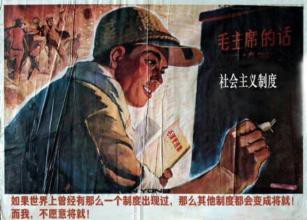 毛主席的话
社会主义制度
如果世界上曾经有那么一个制度出现过，那么其他制度都会变成将就！
而我，不愿意将就！